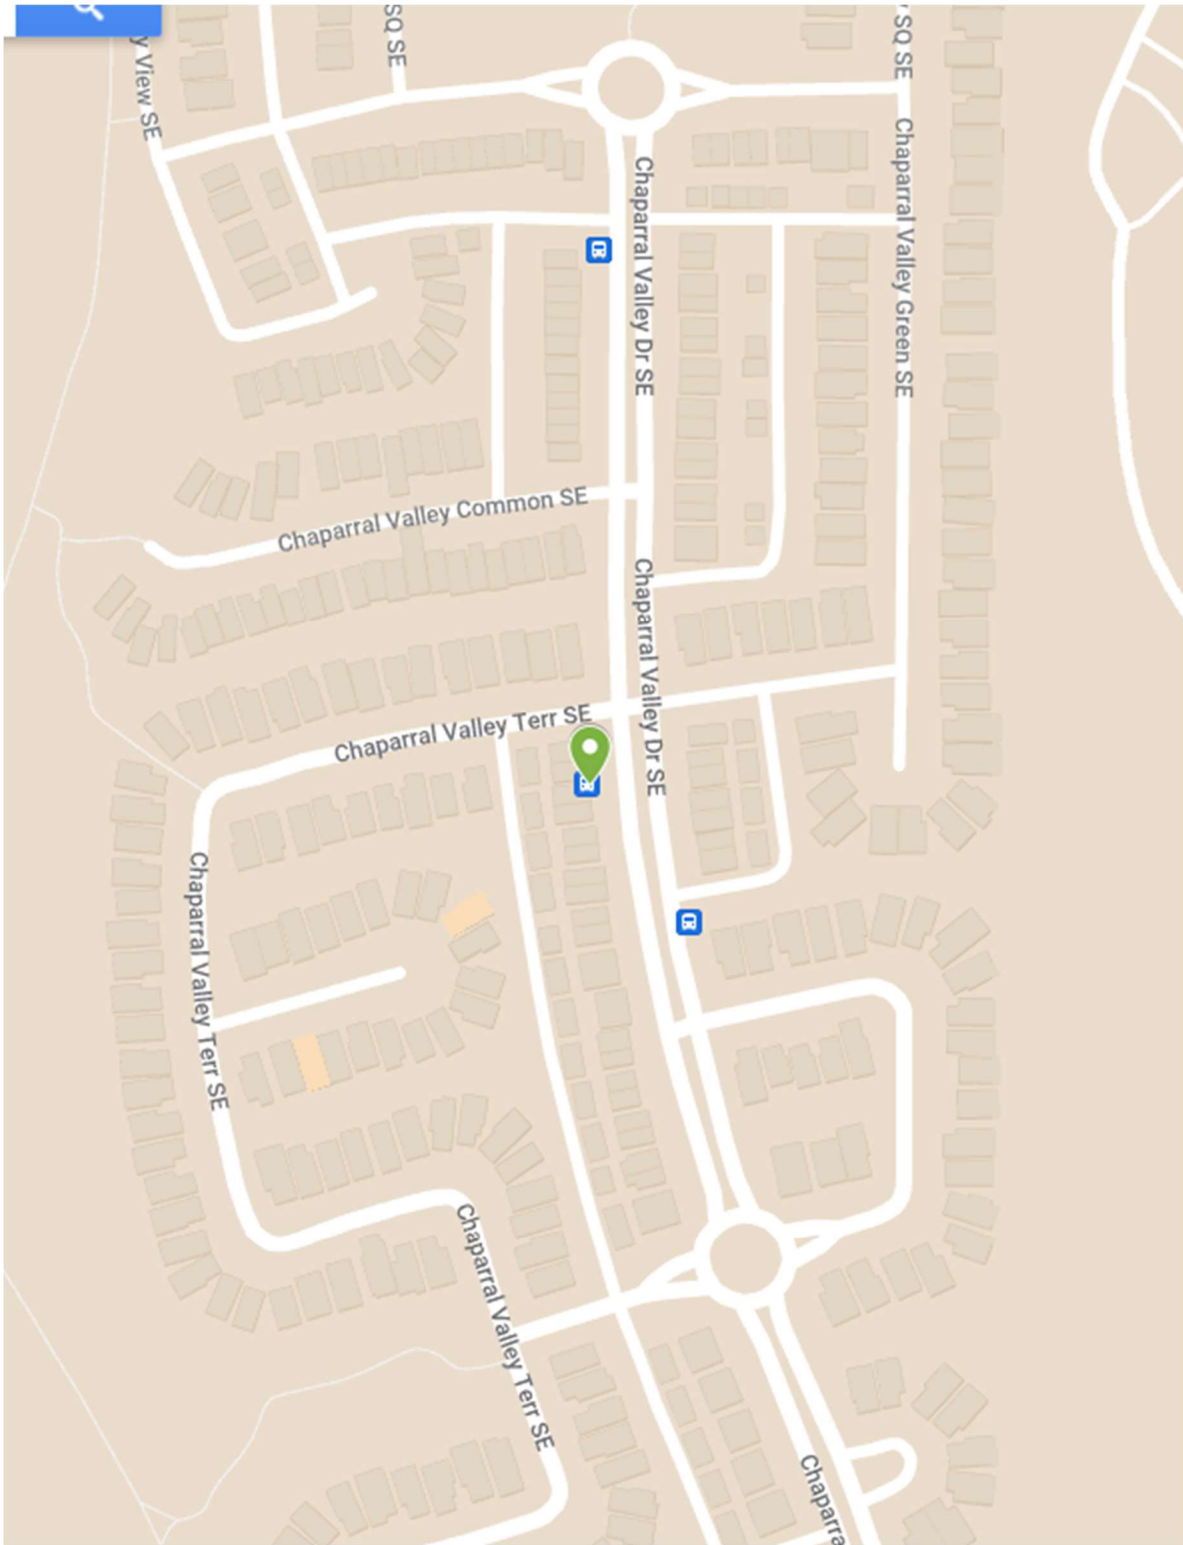 SQ SE
SQ SE
y View SE
Chaparral Valley Dr SE
Chaparral Valley Green SE
Chaparral Valley Common SE
Chaparral Valley Dr SE
Chaparral Valley Terr SE
Chaparral Valley Terr SE
Chaparral Valley Terr SE
Chaparra